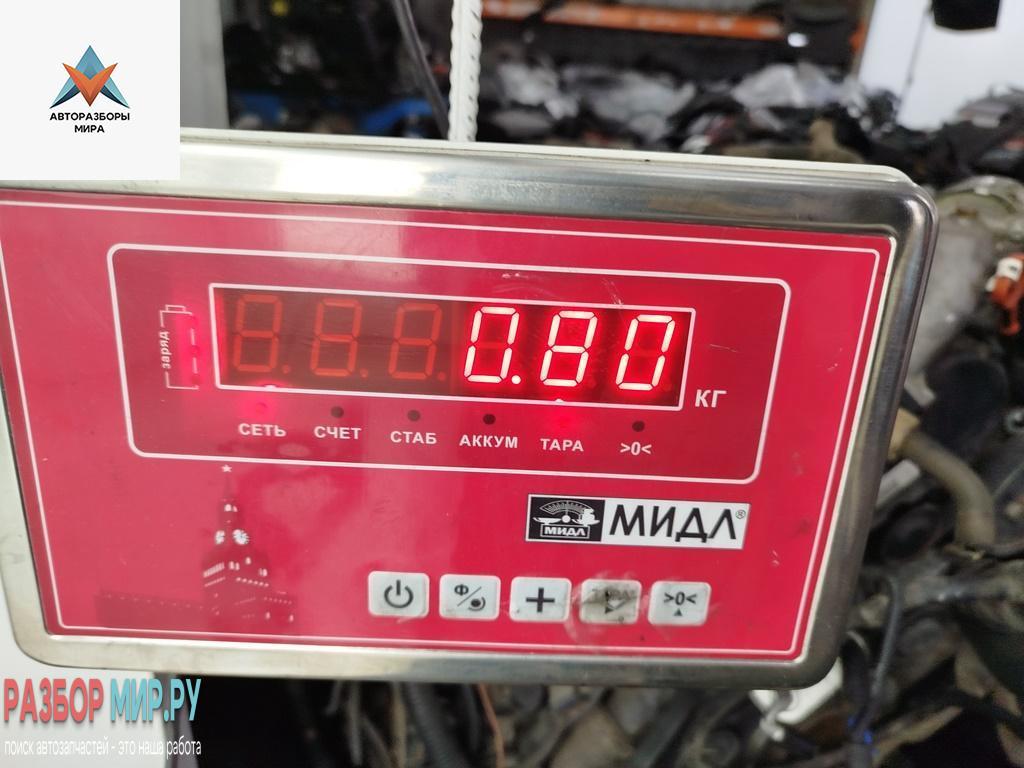 АВТОРАЗБОРЫ
МИРА
заряд
0.80
КГ
СЕТЬ СЧЕТ СТАБ АККУМ ТАРА >0<
МИДЛ МИДЛ®
Ф >0<
РАЗБОР МИР.РУ
поиск автозапчастей - это наша работа